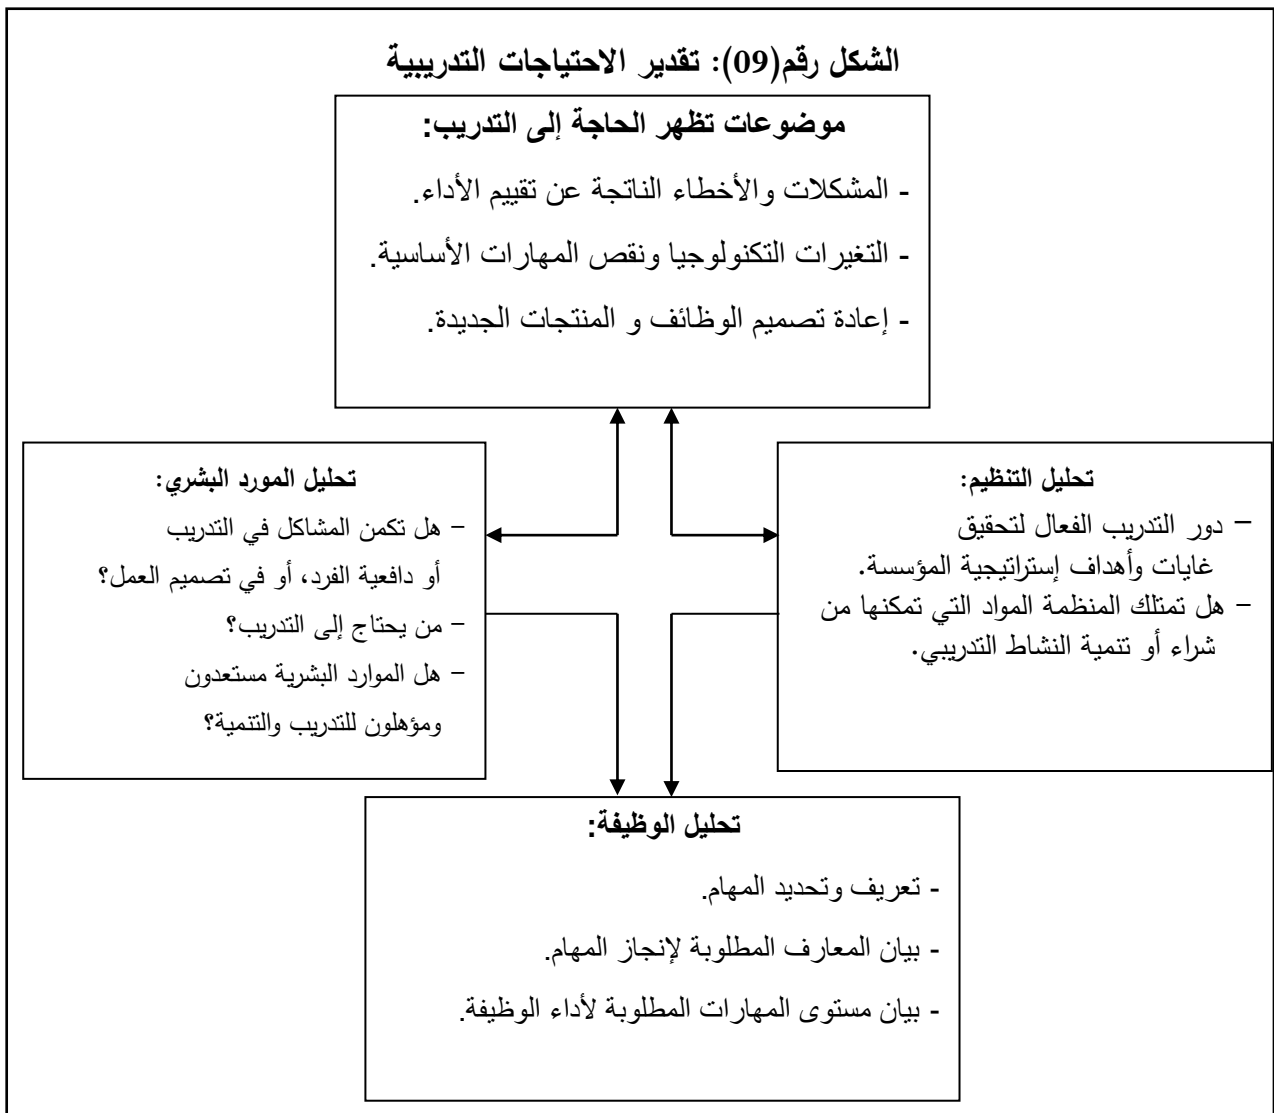 الشكل رقم(09): تقدير الاحتياجات التدريبية
موضوعات تظهر الحاجة إلى التدريب:
- المشكلات والأخطاء الناتجة عن تقييم الأداء.
- التغيرات التكنولوجيا ونقص المهارات الأساسية.
- إعادة تصميم الوظائف و المنتجات الجديدة.
تحليل التنظيم:
– دور التدريب الفعال لتحقيق
غايات وأهداف إستراتيجية المؤسسة.
– هل تمتلك المنظمة المواد التي تمكنها من
شراء أو تنمية النشاط التدريبي.
تحليل المورد البشري:
– هل تكمن المشاكل في التدريب
أو دافعية الفرد، أو في تصميم العمل؟
– من يحتاج إلى التدريب؟
– هل الموارد البشرية مستعدون
ومؤهلون للتدريب والتنمية؟
تحليل الوظيفة:
- تعريف وتحديد المهام.
- بيان المعارف المطلوبة لإنجاز المهام.
- بيان مستوى المهارات المطلوبة لأداء الوظيفة.